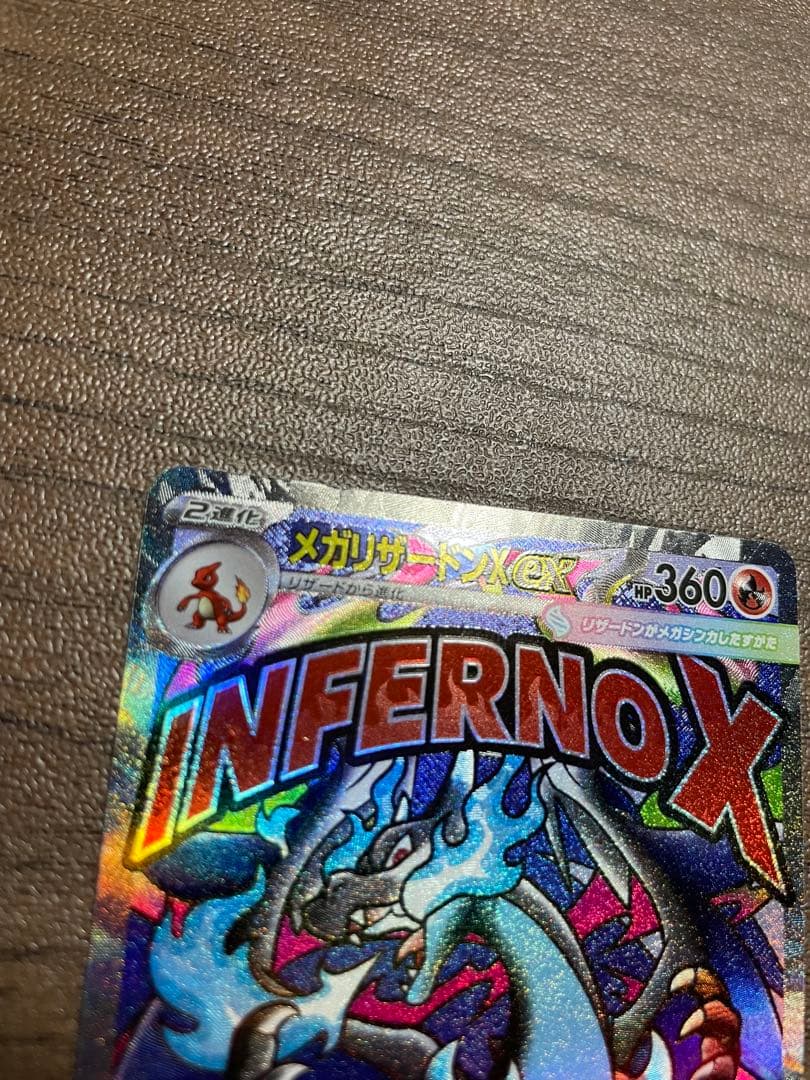 2進化
メガリザードンXex
HP360
リザードから進化
リザードンがメガシンカしたすがた
INFERNO X